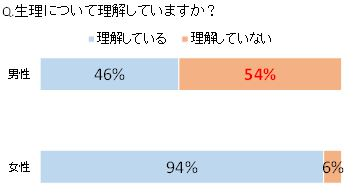 Q.生理について理解していますか？
理解している 理解していない
男性 46% 54%
女性 94% 6%